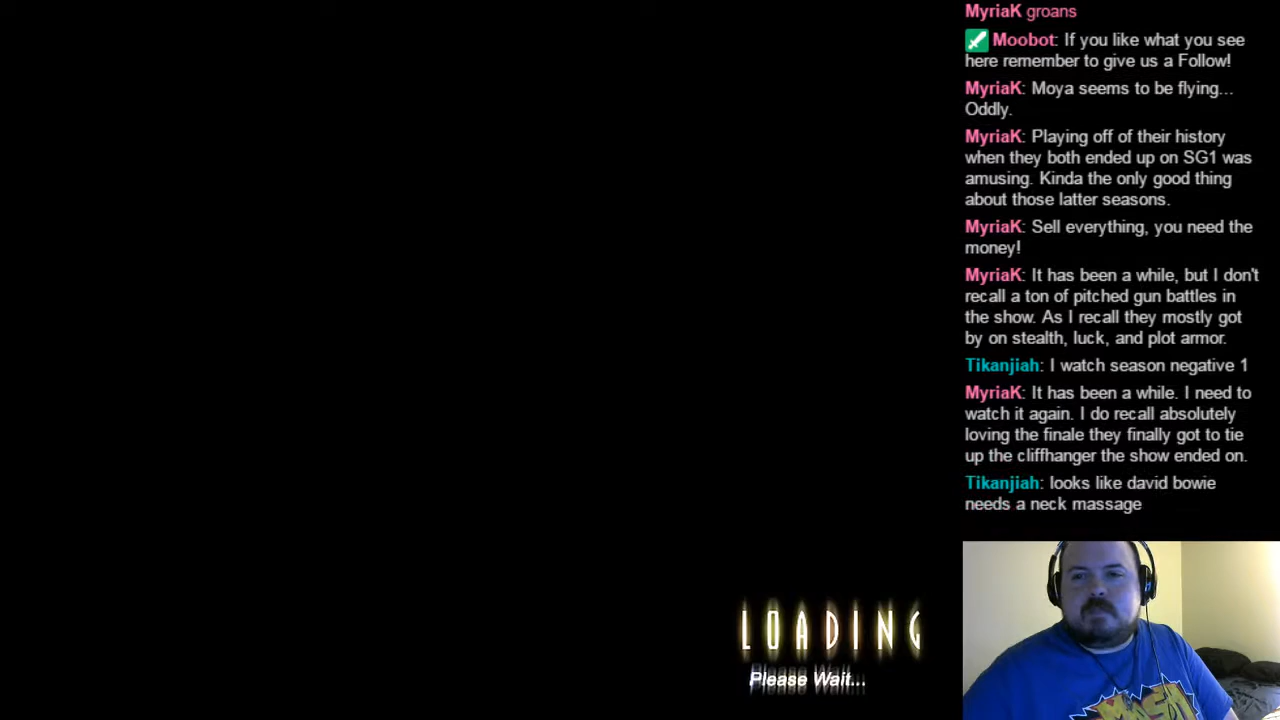 MyriaK groans
Moobot: If you like what you see
here remember to give us a Follow!
MyriaK: Moya seems to be flying...
Oddly.
MyriaK: Playing off of their history
when they both ended up on SG1 was
amusing. Kinda the only good thing
about those latter seasons.
MyriaK: Sell everything, you need the
money!
MyriaK: It has been a while, but I don't
recall a ton of pitched gun battles in
the show. As I recall they mostly got
by on stealth, luck, and plot armor.
Tikanjiah: I watch season negative 1
MyriaK: It has been a while. I need to
watch it again. I do recall absolutely
loving the finale they finally got to tie
up the cliffhanger the show ended on.
Tikanjiah: looks like david bowie
needs a neck massage
LOADING
Please Wait...